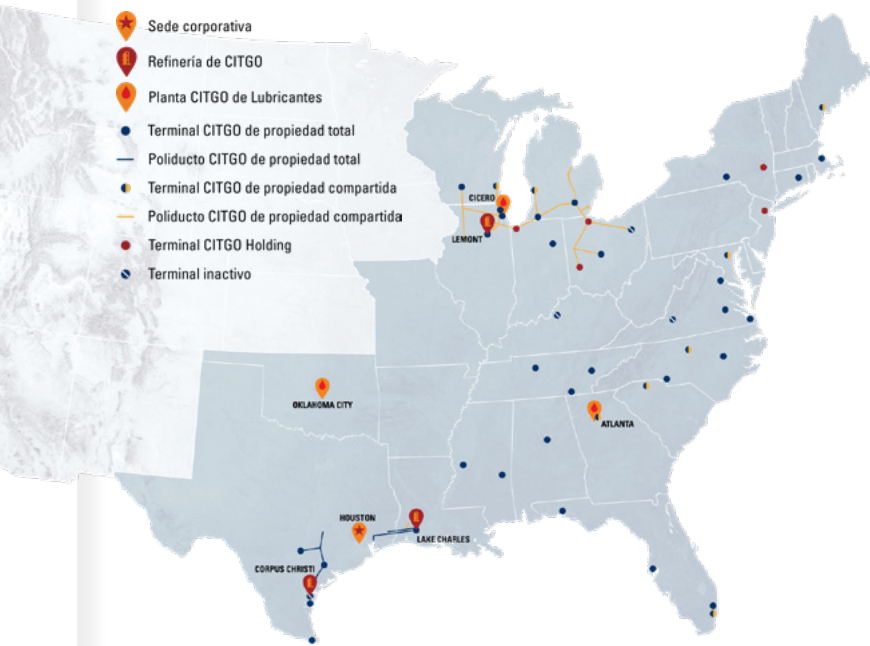 Sede corporativa
Refinería de CITGO
Planta CITGO de Lubricantes
Terminal CITGO de propiedad total
Poliducto CITGO de propiedad total
Terminal CITGO de propiedad compartida
Poliducto CITGO de propiedad compartida
Terminal CITGO Holding
Terminal inactivo
CICERO
LEMONT
OKLAHOMA CITY
ATLANTA
HOUSTON
LAKE CHARLES
CORPUS CHRISTI